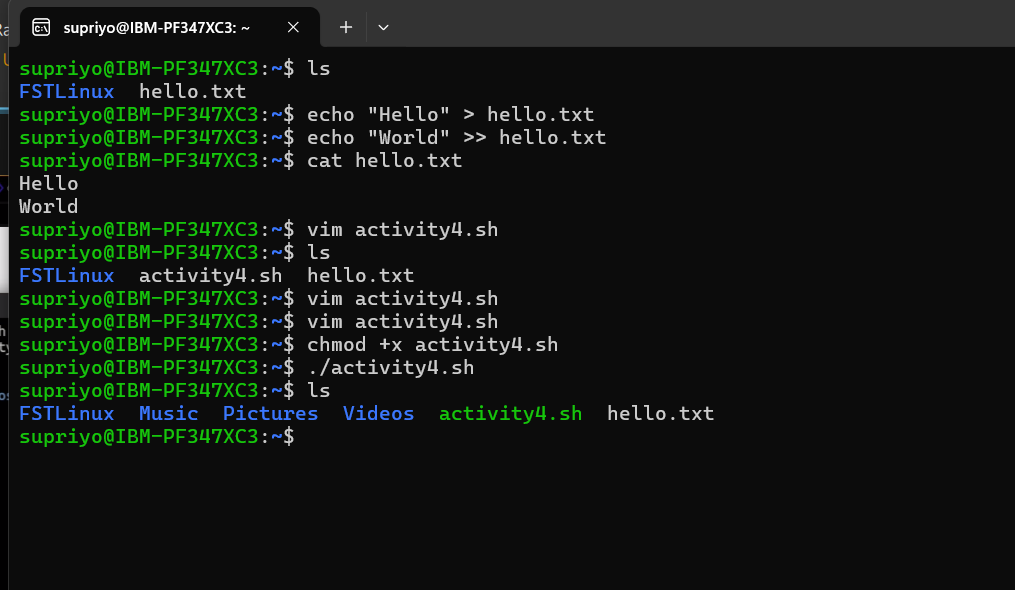 supriyo@IBM-PF347XC3: ~
supriyo@IBM-PF347XC3:~$ ls
FSTLinux  hello.txt
supriyo@IBM-PF347XC3:~$ echo "Hello" > hello.txt
supriyo@IBM-PF347XC3:~$ echo "World" >> hello.txt
supriyo@IBM-PF347XC3:~$ cat hello.txt
Hello
World
supriyo@IBM-PF347XC3:~$ vim activity4.sh
supriyo@IBM-PF347XC3:~$ ls
FSTLinux  activity4.sh  hello.txt
supriyo@IBM-PF347XC3:~$ vim activity4.sh
supriyo@IBM-PF347XC3:~$ vim activity4.sh
supriyo@IBM-PF347XC3:~$ chmod +x activity4.sh
supriyo@IBM-PF347XC3:~$ ./activity4.sh
supriyo@IBM-PF347XC3:~$ ls
FSTLinux  Music  Pictures  Videos  activity4.sh  hello.txt
supriyo@IBM-PF347XC3:~$